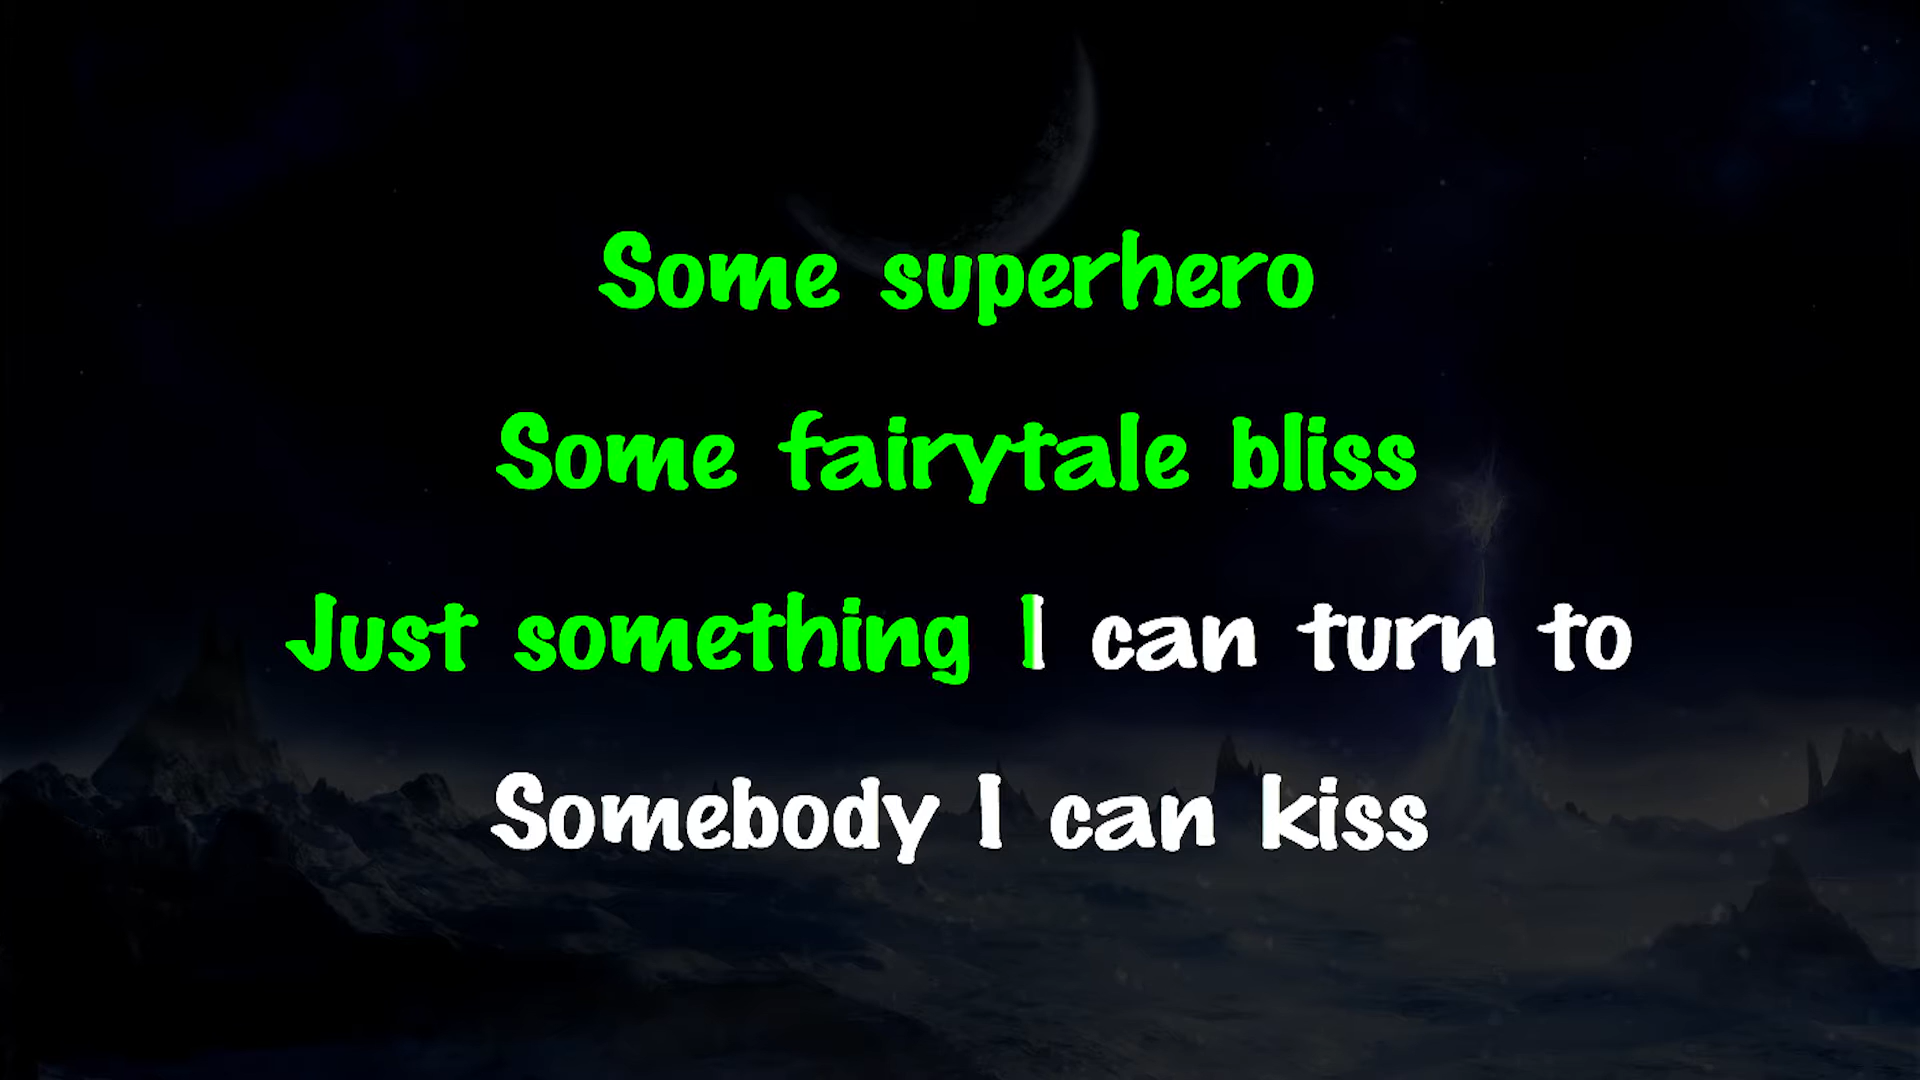 Some superhero
Some fairytale bliss
Just something I can turn to
Somebody I can kiss